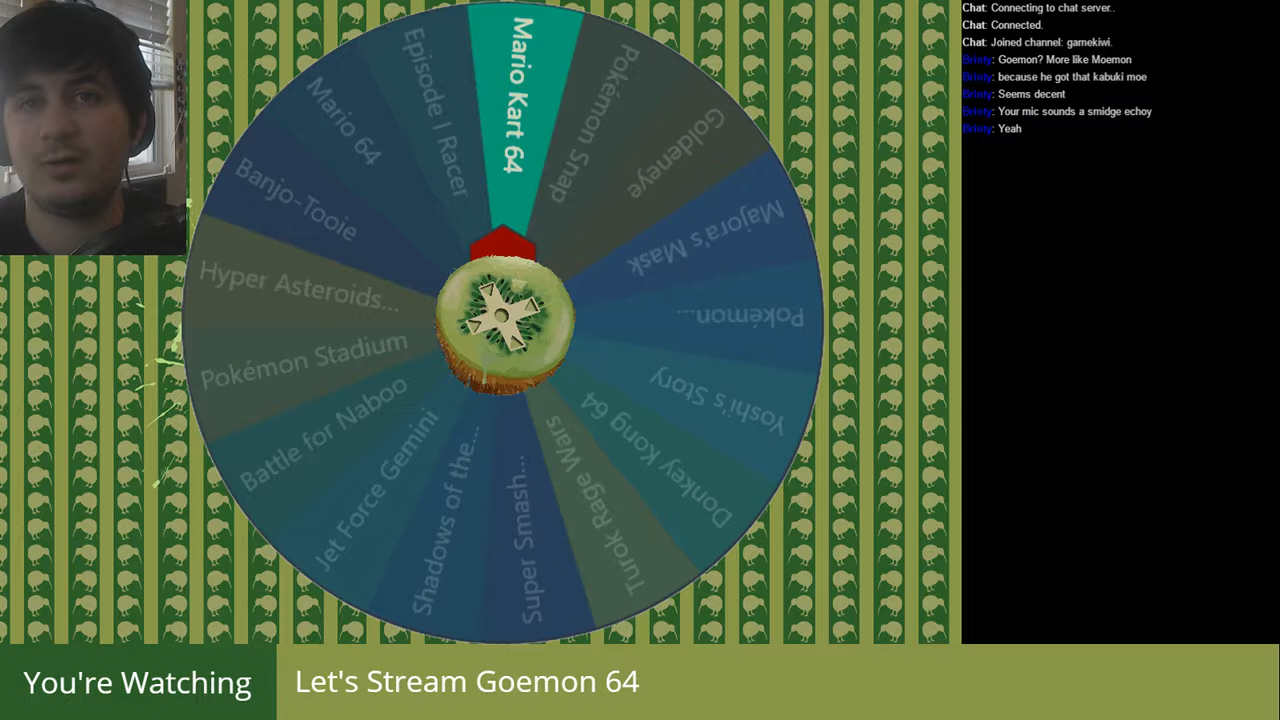 Chat: Connecting to chat server..
Chat: Connected.
Chat: Joined channel: gamekiwi.
Brinty: Goemon? More like Moemon
Brinty: because he got that kabuki moe
Brinty: Seems decent
Brinty: Your mic sounds a smidge echoy
Brinty: Yeah
Mario Kart 64
Pokémon Snap
Goldeneye
Majora's Mask
Pokémon...
Yoshi's Story
Donkey Kong 64
Turok Rage Wars
Super Smash...
Shadows of the...
Jet Force Gemini
Battle for Naboo
Pokémon Stadium
Hyper Asteroids...
Banjo-Tooie
Mario 64
Episode I Racer
You're Watching
Let's Stream Goemon 64